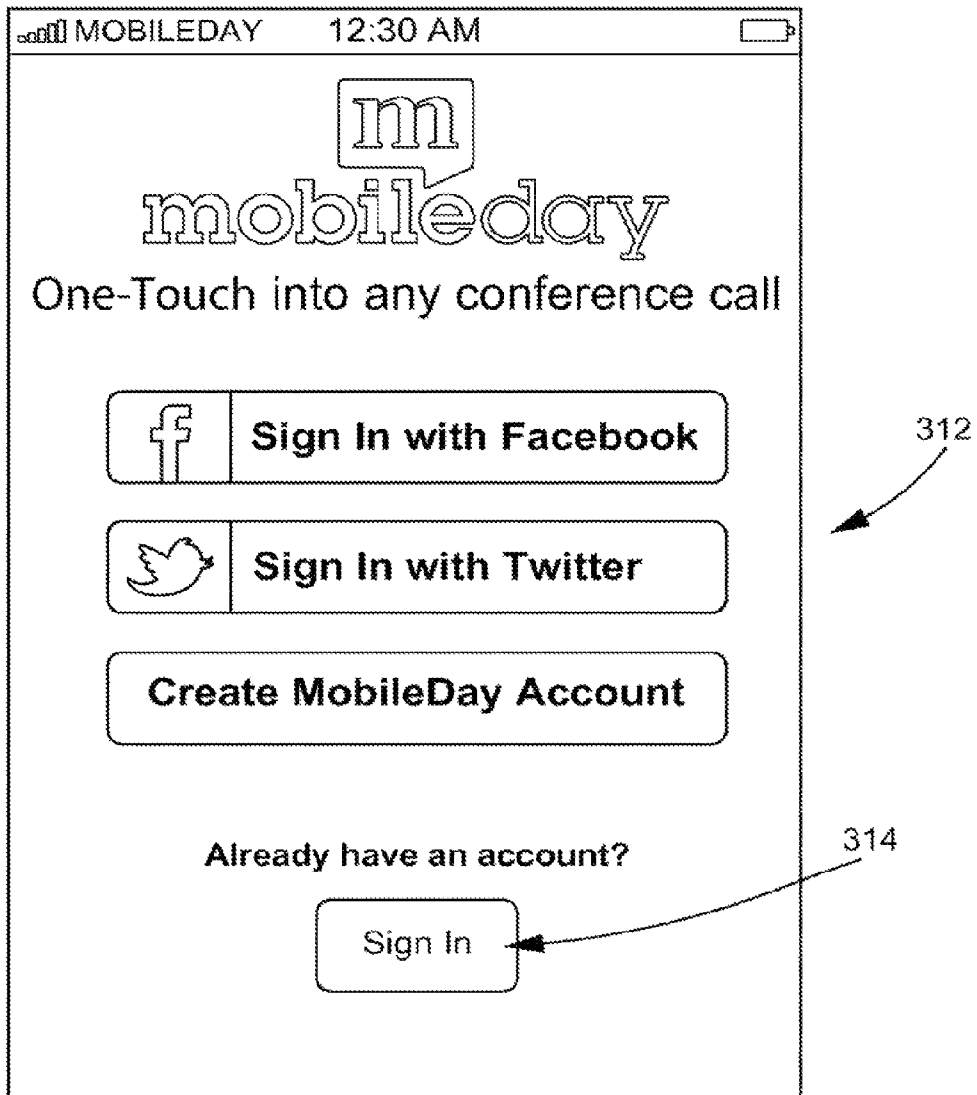 MOBILEDAY 12:30 AM
m
mobileday
One-Touch into any conference call
f Sign In with Facebook
312
Sign In with Twitter
Create MobileDay Account
314
Already have an account?
Sign In